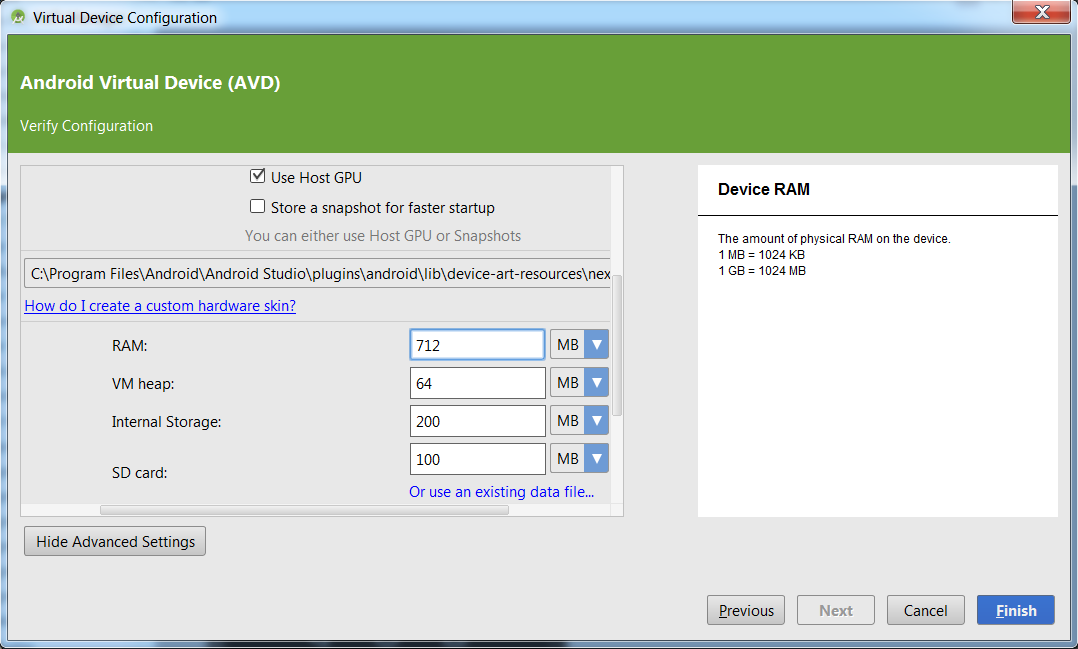 Virtual Device Configuration
Android Virtual Device (AVD)
Verify Configuration
Use Host GPU
Store a snapshot for faster startup
You can either use Host GPU or Snapshots
C:\Program Files\Android\Android Studio\plugins\android\lib\device-art-resources\nex
How do I create a custom hardware skin?
RAM: 712 MB
VM heap: 64 MB
Internal Storage: 200 MB
SD card: 100 MB
Or use an existing data file...
Hide Advanced Settings
Device RAM
The amount of physical RAM on the device.
1 MB = 1024 KB
1 GB = 1024 MB
Previous Next Cancel Finish